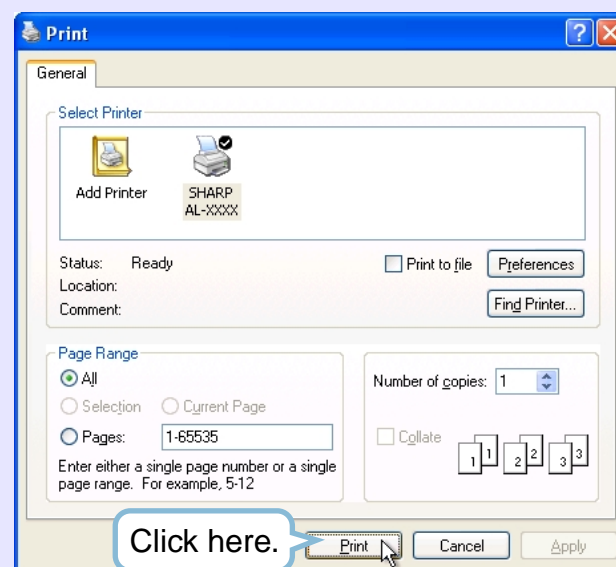 Print
General
Select Printer
Add Printer
SHARP
AL-XXXX
Status: Ready
Location:
Comment:
Print to file
Preferences
Find Printer...
Page Range
All
Selection Current Page
Pages: 1-65535
Enter either a single page number or a single
page range. For example, 5-12
Number of copies: 1
Collate
1 1 2 2 3 3
Click here.
Print Cancel Apply